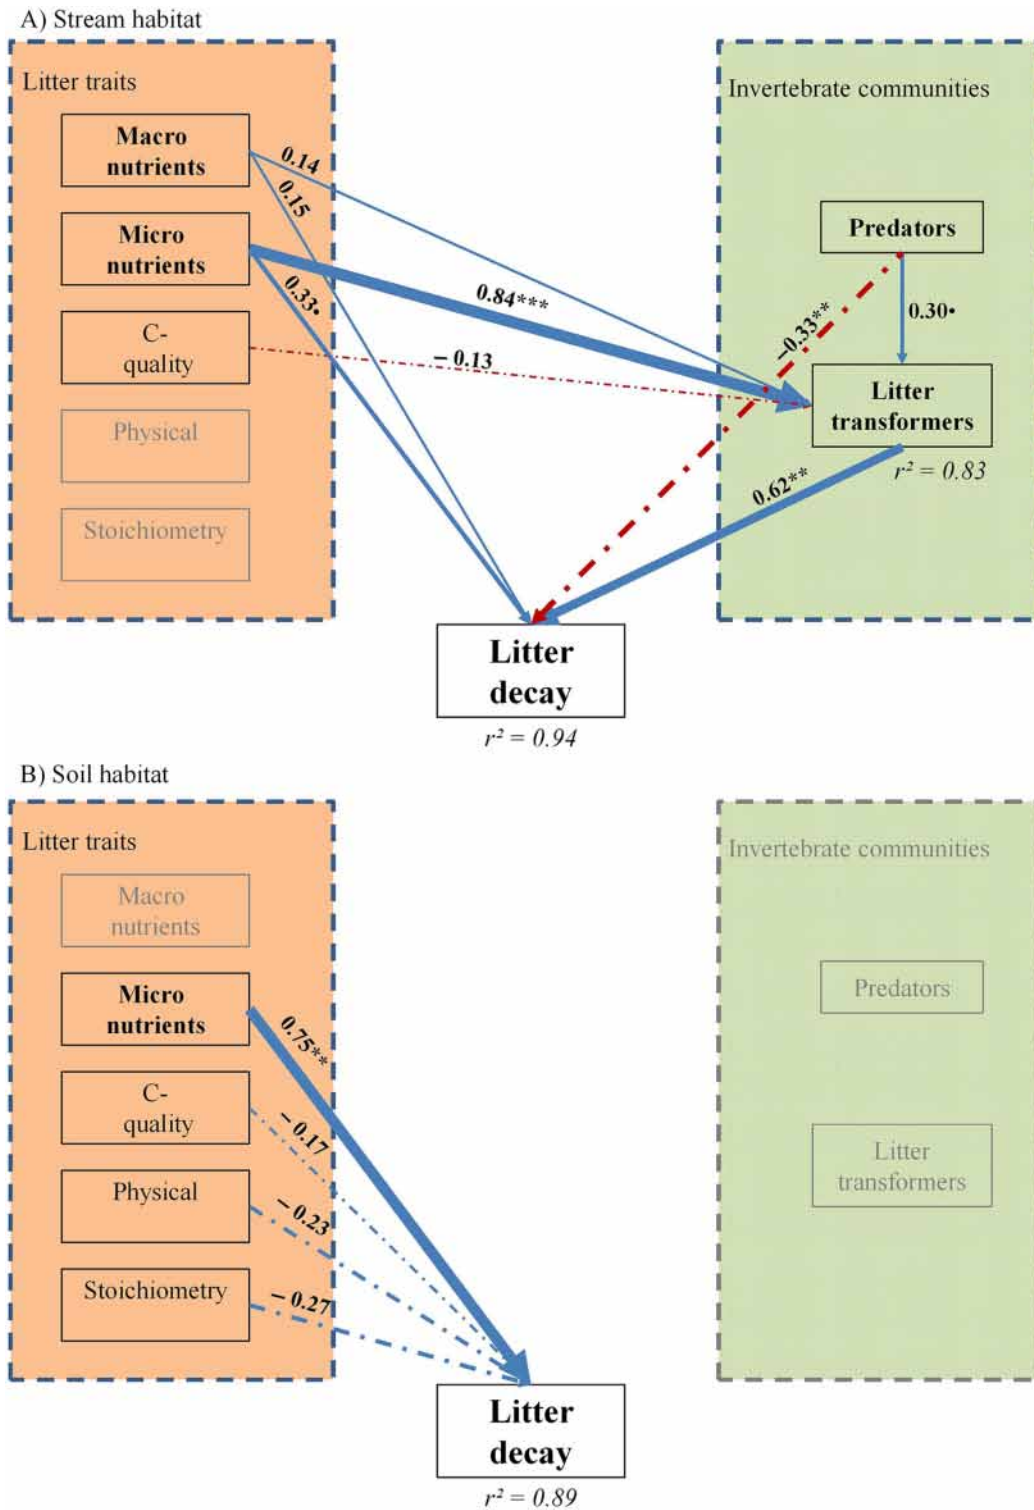 A) Stream habitat
Litter traits
Macro
nutrients
Micro
nutrients
C-
quality
Physical
Stoichiometry
0.14
0.15
0.84***
0.33•
– 0.13
Invertebrate communities
Predators
–0.33**
0.30•
Litter
transformers
r² = 0.83
0.62**
Litter
decay
r² = 0.94
B) Soil habitat
Litter traits
Macro
nutrients
Micro
nutrients
C-
quality
Physical
Stoichiometry
0.75**
– 0.17
– 0.23
– 0.27
Invertebrate communities
Predators
Litter
transformers
Litter
decay
r² = 0.89